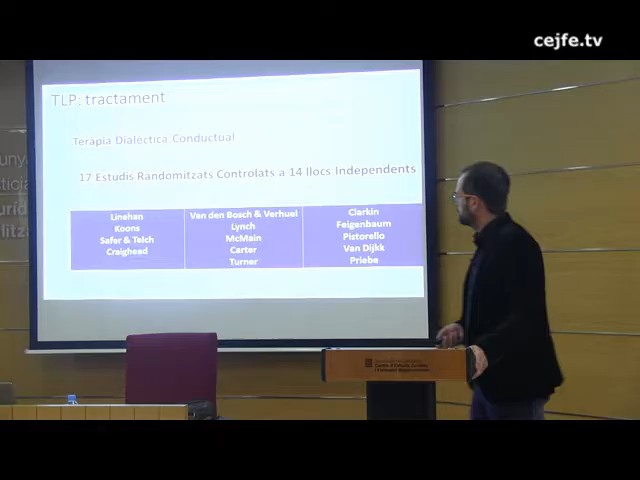 cejfe.tv
TLP: tractament
Teràpia Dialèctica Conductual
17 Estudis Randomitzats Controlats a 14 llocs Independents
Linehan
Koons
Safer & Telch
Craighead
Van den Bosch & Verhuel
Lynch
McMain
Carter
Turner
Clarkin
Feigenbaum
Pistorello
Van Dijkk
Priebe